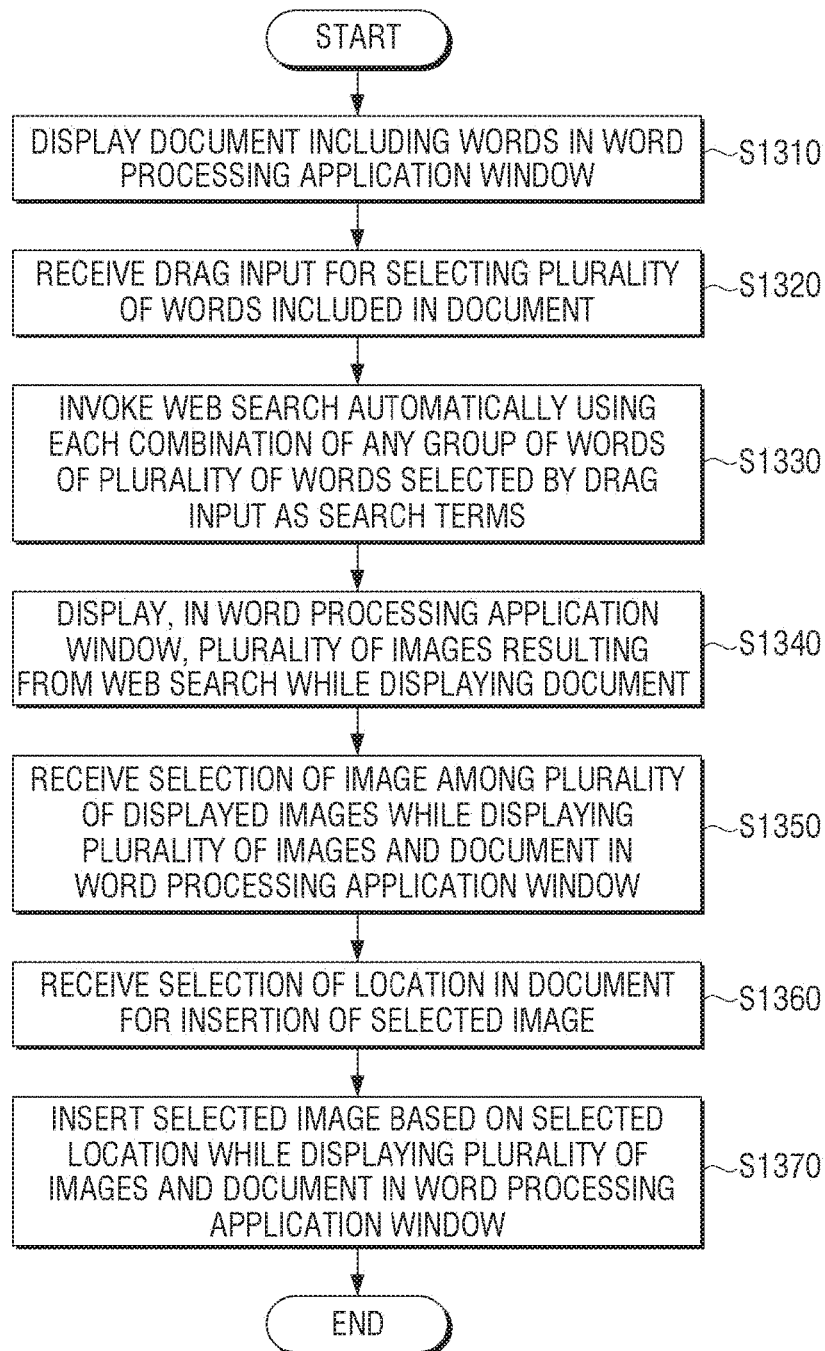 START
DISPLAY DOCUMENT INCLUDING WORDS IN WORD
PROCESSING APPLICATION WINDOW
S1310
RECEIVE DRAG INPUT FOR SELECTING PLURALITY
OF WORDS INCLUDED IN DOCUMENT
S1320
INVOKE WEB SEARCH AUTOMATICALLY USING
EACH COMBINATION OF ANY GROUP OF WORDS
OF PLURALITY OF WORDS SELECTED BY DRAG
INPUT AS SEARCH TERMS
S1330
DISPLAY, IN WORD PROCESSING APPLICATION
WINDOW, PLURALITY OF IMAGES RESULTING
FROM WEB SEARCH WHILE DISPLAYING DOCUMENT
S1340
RECEIVE SELECTION OF IMAGE AMONG PLURALITY
OF DISPLAYED IMAGES WHILE DISPLAYING
PLURALITY OF IMAGES AND DOCUMENT IN
WORD PROCESSING APPLICATION WINDOW
S1350
RECEIVE SELECTION OF LOCATION IN DOCUMENT
FOR INSERTION OF SELECTED IMAGE
S1360
INSERT SELECTED IMAGE BASED ON SELECTED
LOCATION WHILE DISPLAYING PLURALITY OF
IMAGES AND DOCUMENT IN WORD PROCESSING
APPLICATION WINDOW
S1370
END